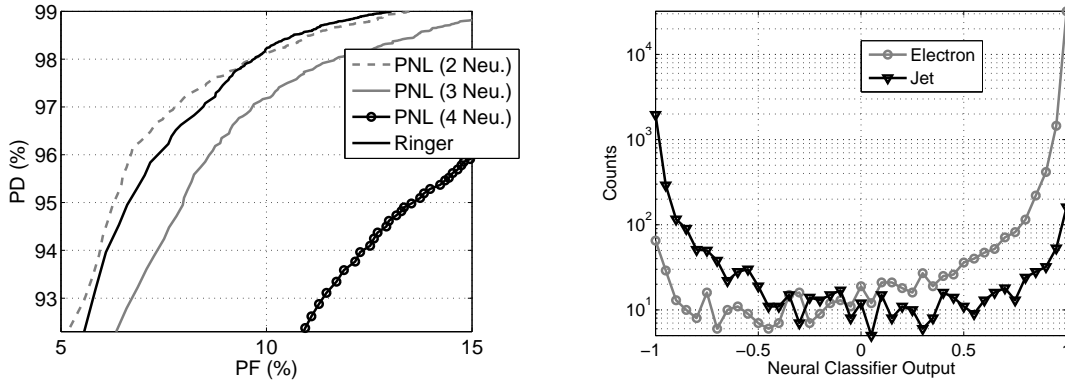 99
98
97
96
95
94
93
5
10
15
PD (%)
PF (%)
PNL (2 Neu.)
PNL (3 Neu.)
PNL (4 Neu.)
Ringer
10^4
10^3
10^2
10^1
−1
−0.5
0
0.5
1
Counts
Neural Classifier Output
Electron
Jet